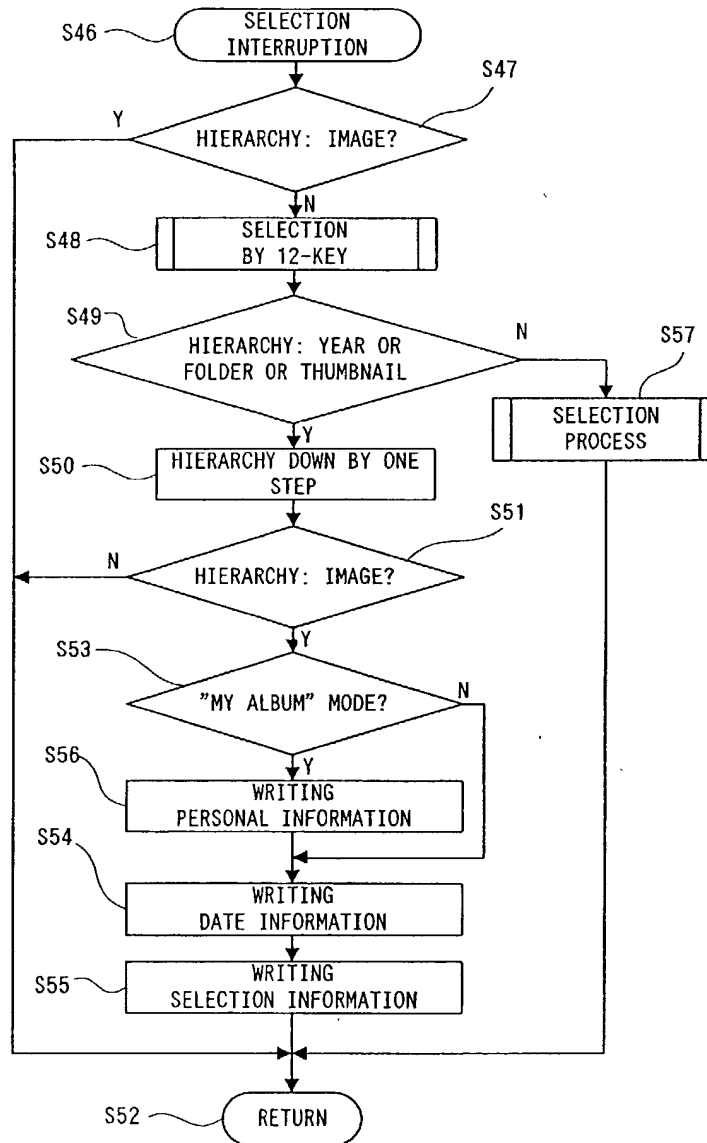 S46
SELECTION
INTERRUPTION
S47
Y
HIERARCHY: IMAGE?
N
S48
SELECTION
BY 12-KEY
S49
N
HIERARCHY: YEAR OR
FOLDER OR THUMBNAIL
S57
SELECTION
PROCESS
Y
S50
HIERARCHY DOWN BY ONE
STEP
S51
N
HIERARCHY: IMAGE?
Y
S53
N
"MY ALBUM" MODE?
S56
Y
WRITING
PERSONAL INFORMATION
S54
WRITING
DATE INFORMATION
S55
WRITING
SELECTION INFORMATION
S52
RETURN